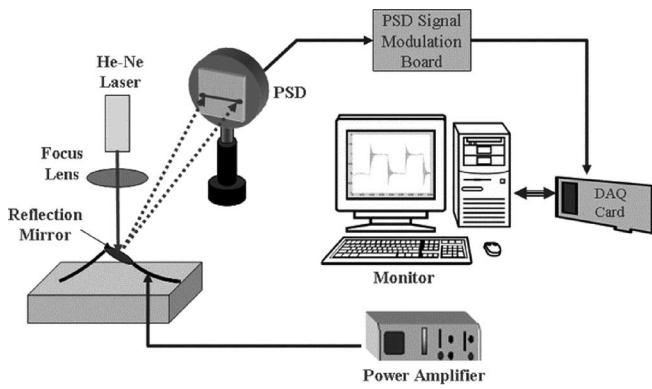 PSD Signal
Modulation
Board
He-Ne
Laser
PSD
Focus
Lens
DAQ
Card
Reflection
Mirror
Monitor
Power Amplifier